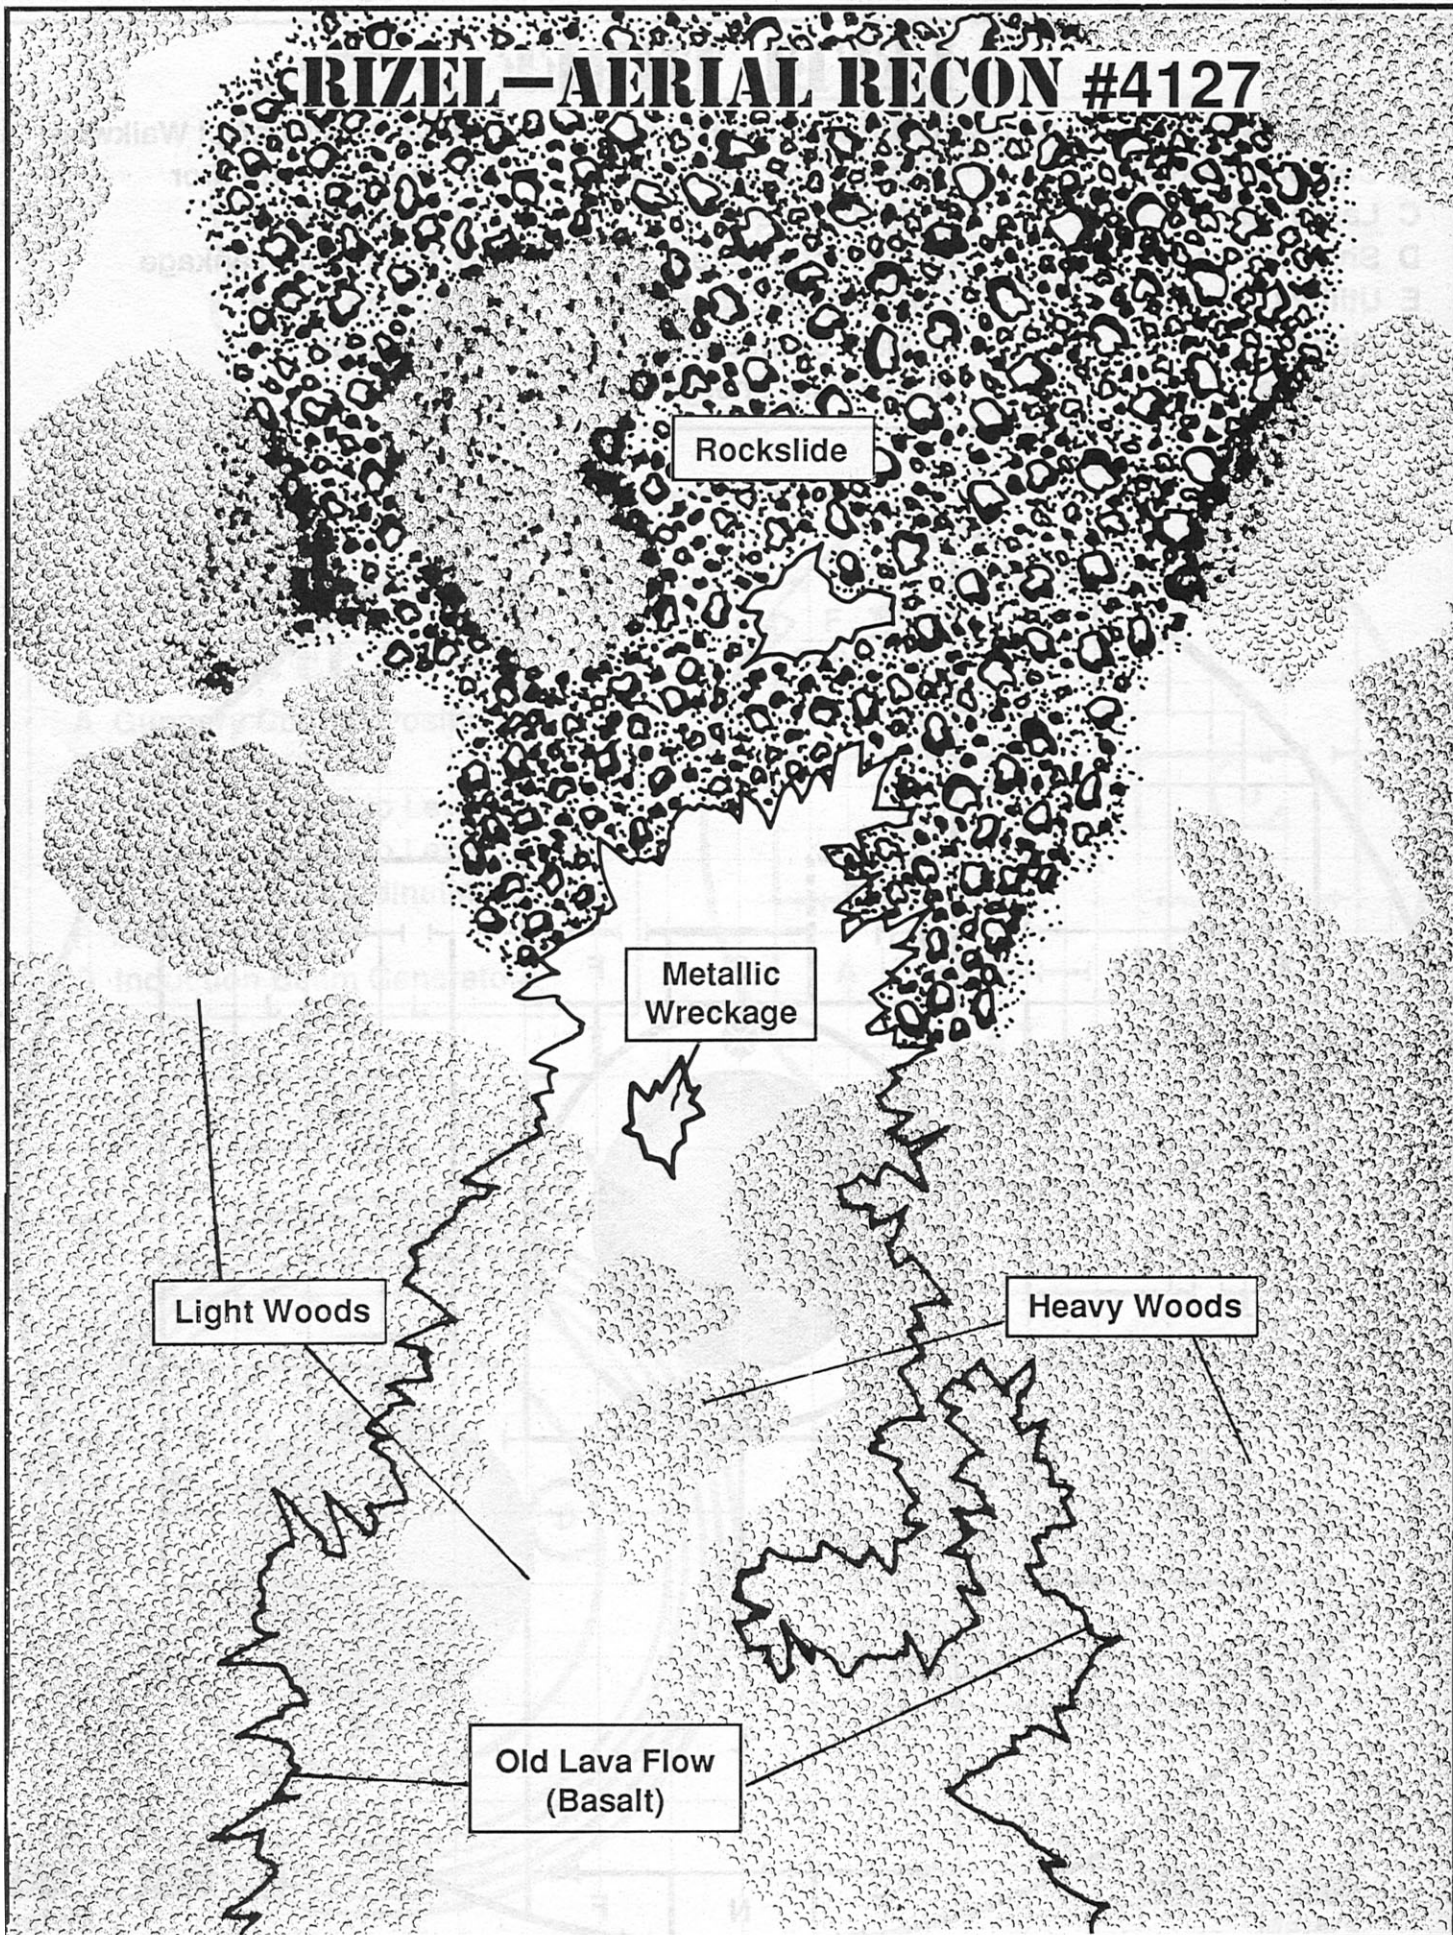 RIZEL—AERIAL RECON #4127
Rockslide
Metallic
Wreckage
Light Woods
Heavy Woods
Old Lava Flow
(Basalt)